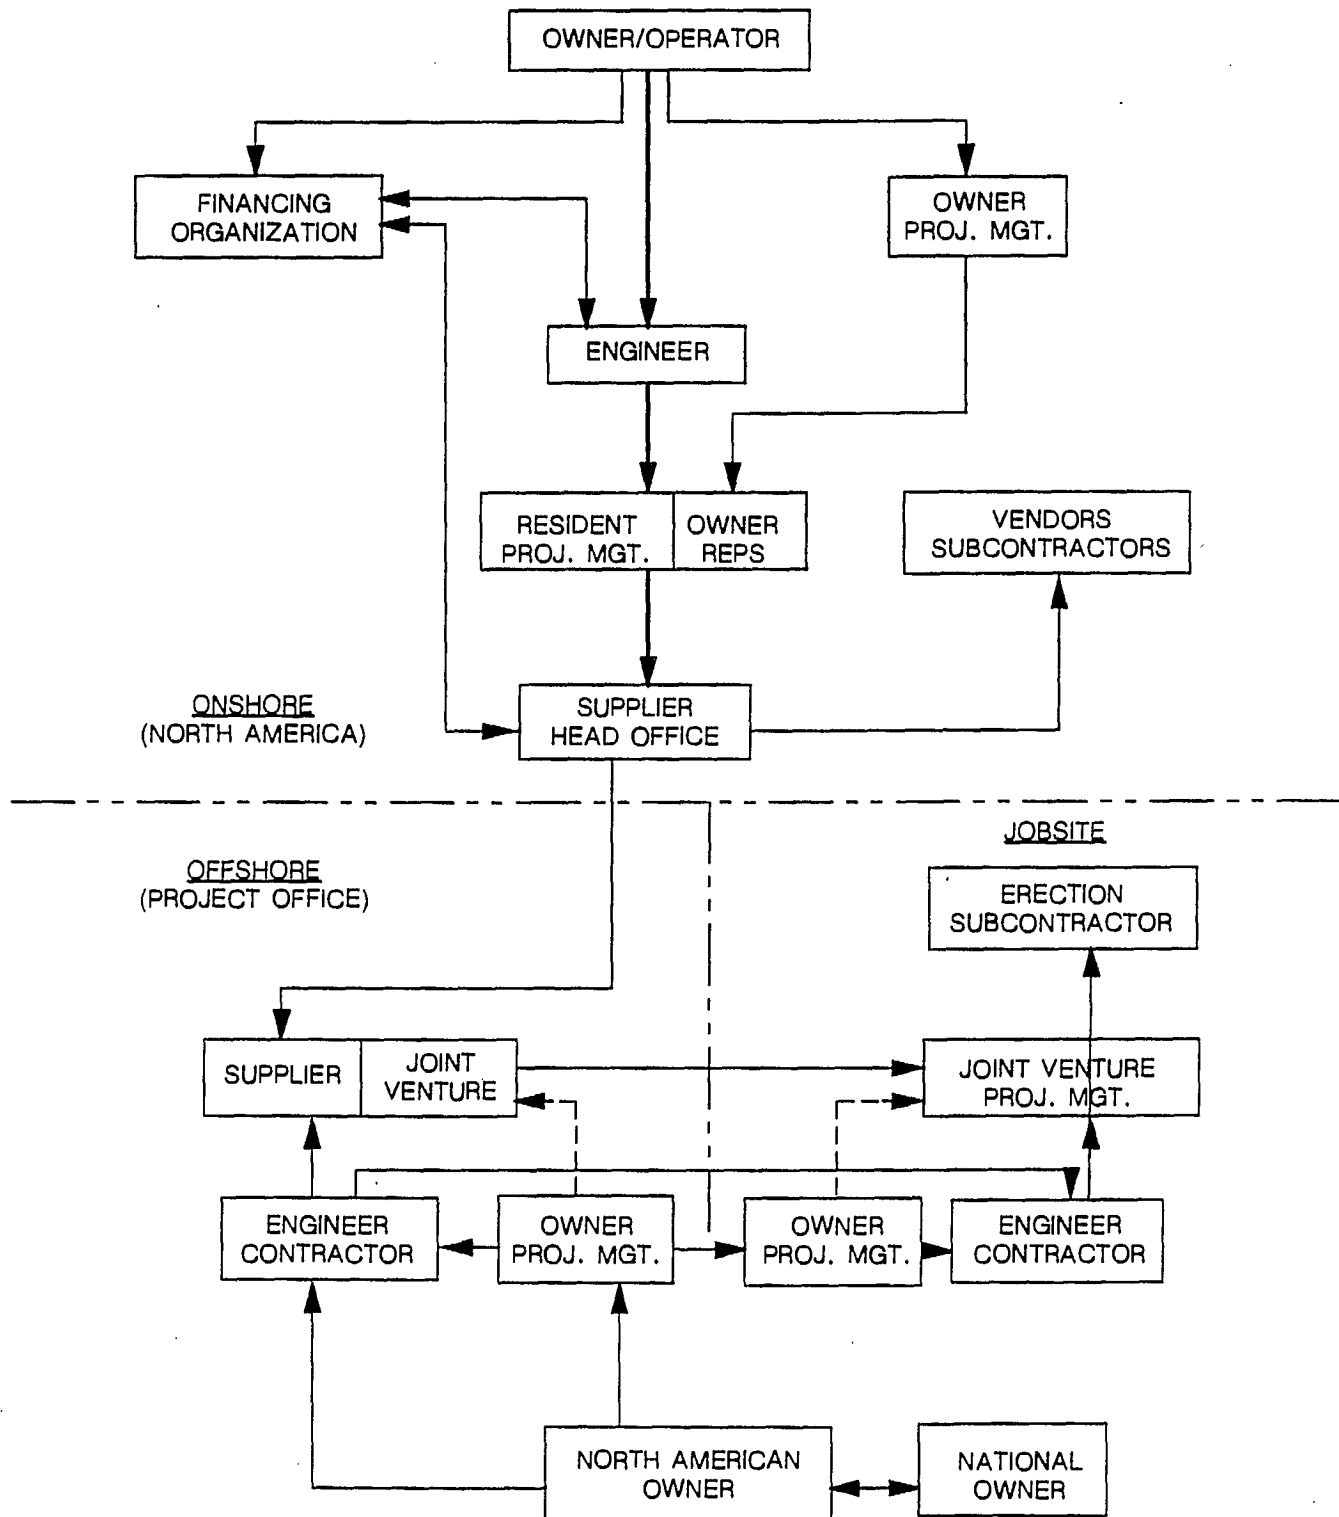 OWNER/OPERATOR
FINANCING
ORGANIZATION
OWNER
PROJ. MGT.
ENGINEER
RESIDENT
PROJ. MGT.
OWNER
REPS
VENDORS
SUBCONTRACTORS
ONSHORE
(NORTH AMERICA)
SUPPLIER
HEAD OFFICE
OFFSHORE
(PROJECT OFFICE)
JOBSITE
ERECTION
SUBCONTRACTOR
SUPPLIER
JOINT
VENTURE
JOINT VENTURE
PROJ. MGT.
ENGINEER
CONTRACTOR
OWNER
PROJ. MGT.
OWNER
PROJ. MGT.
ENGINEER
CONTRACTOR
NORTH AMERICAN
OWNER
NATIONAL
OWNER